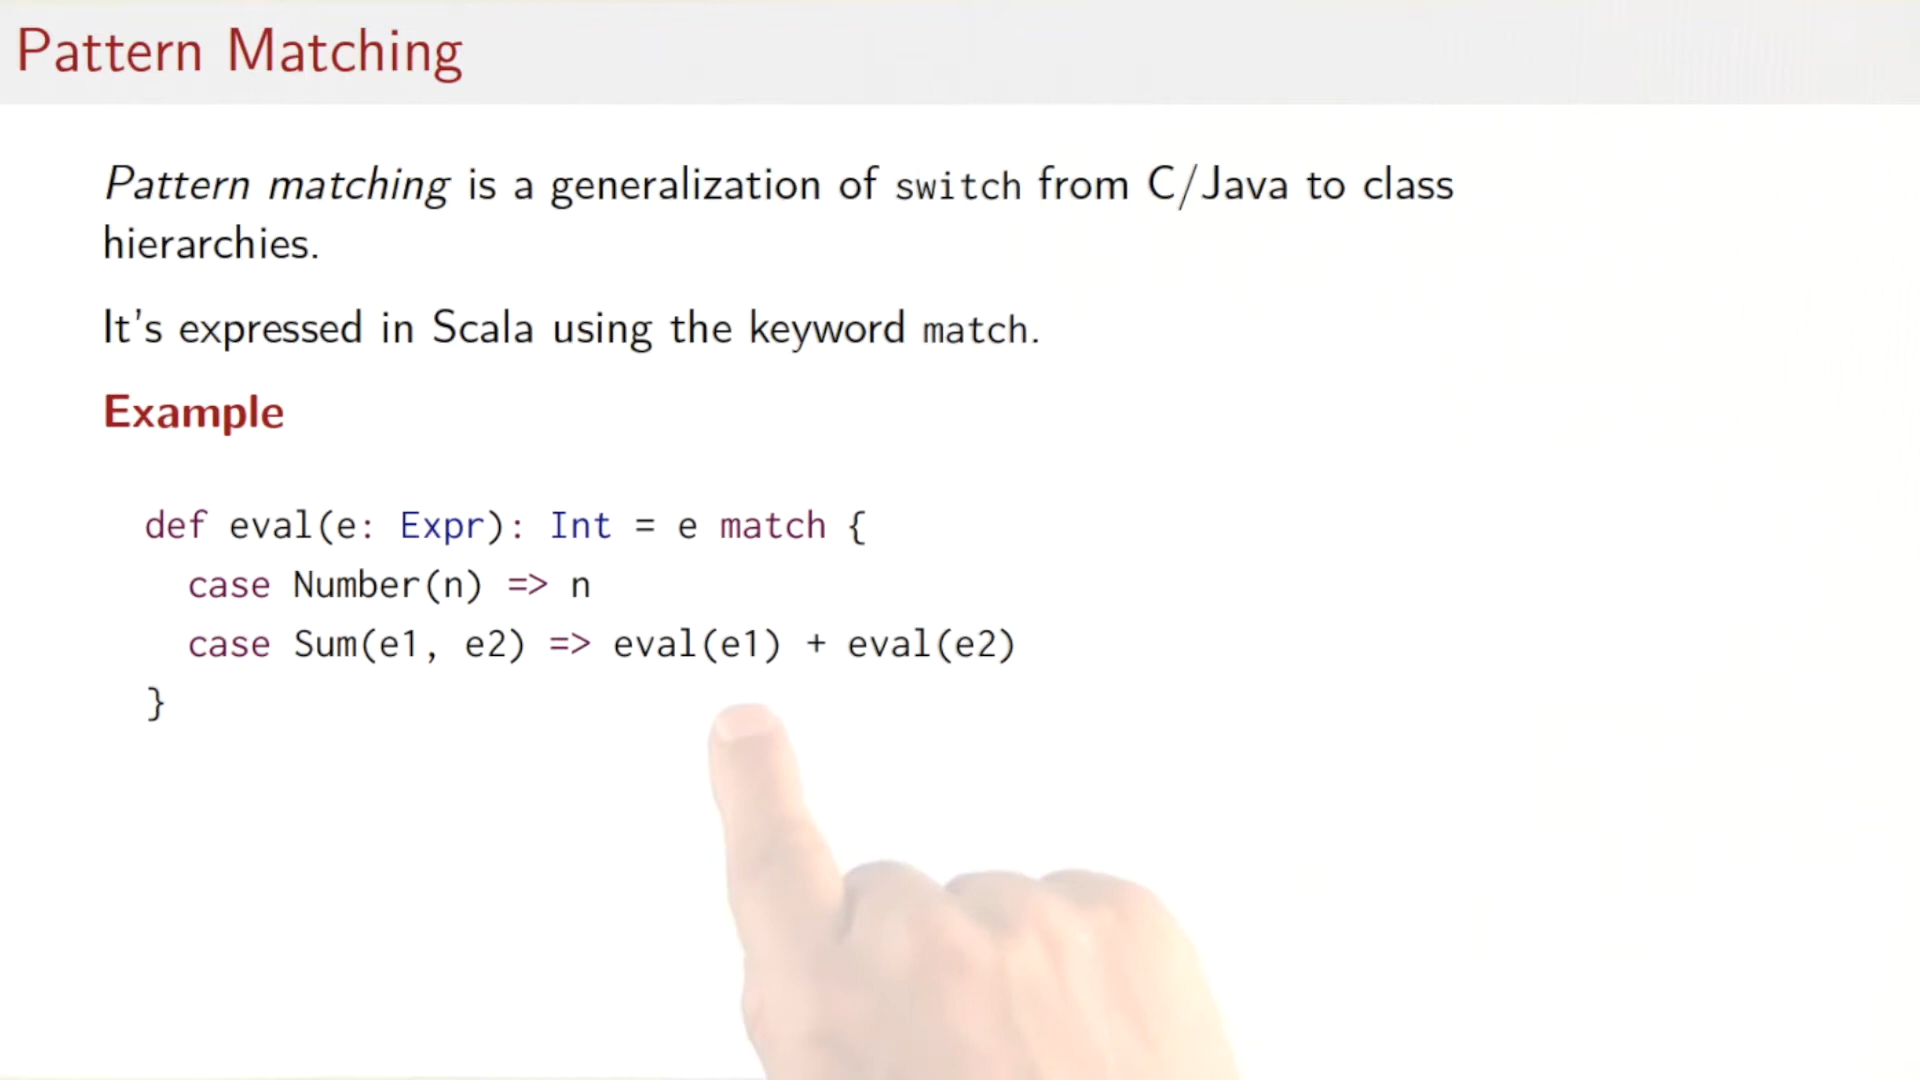 Pattern Matching
Pattern matching is a generalization of switch from C/Java to class
hierarchies.
It's expressed in Scala using the keyword match.
Example
def eval(e: Expr): Int = e match {
case Number(n) => n
case Sum(e1, e2) => eval(e1) + eval(e2)
}